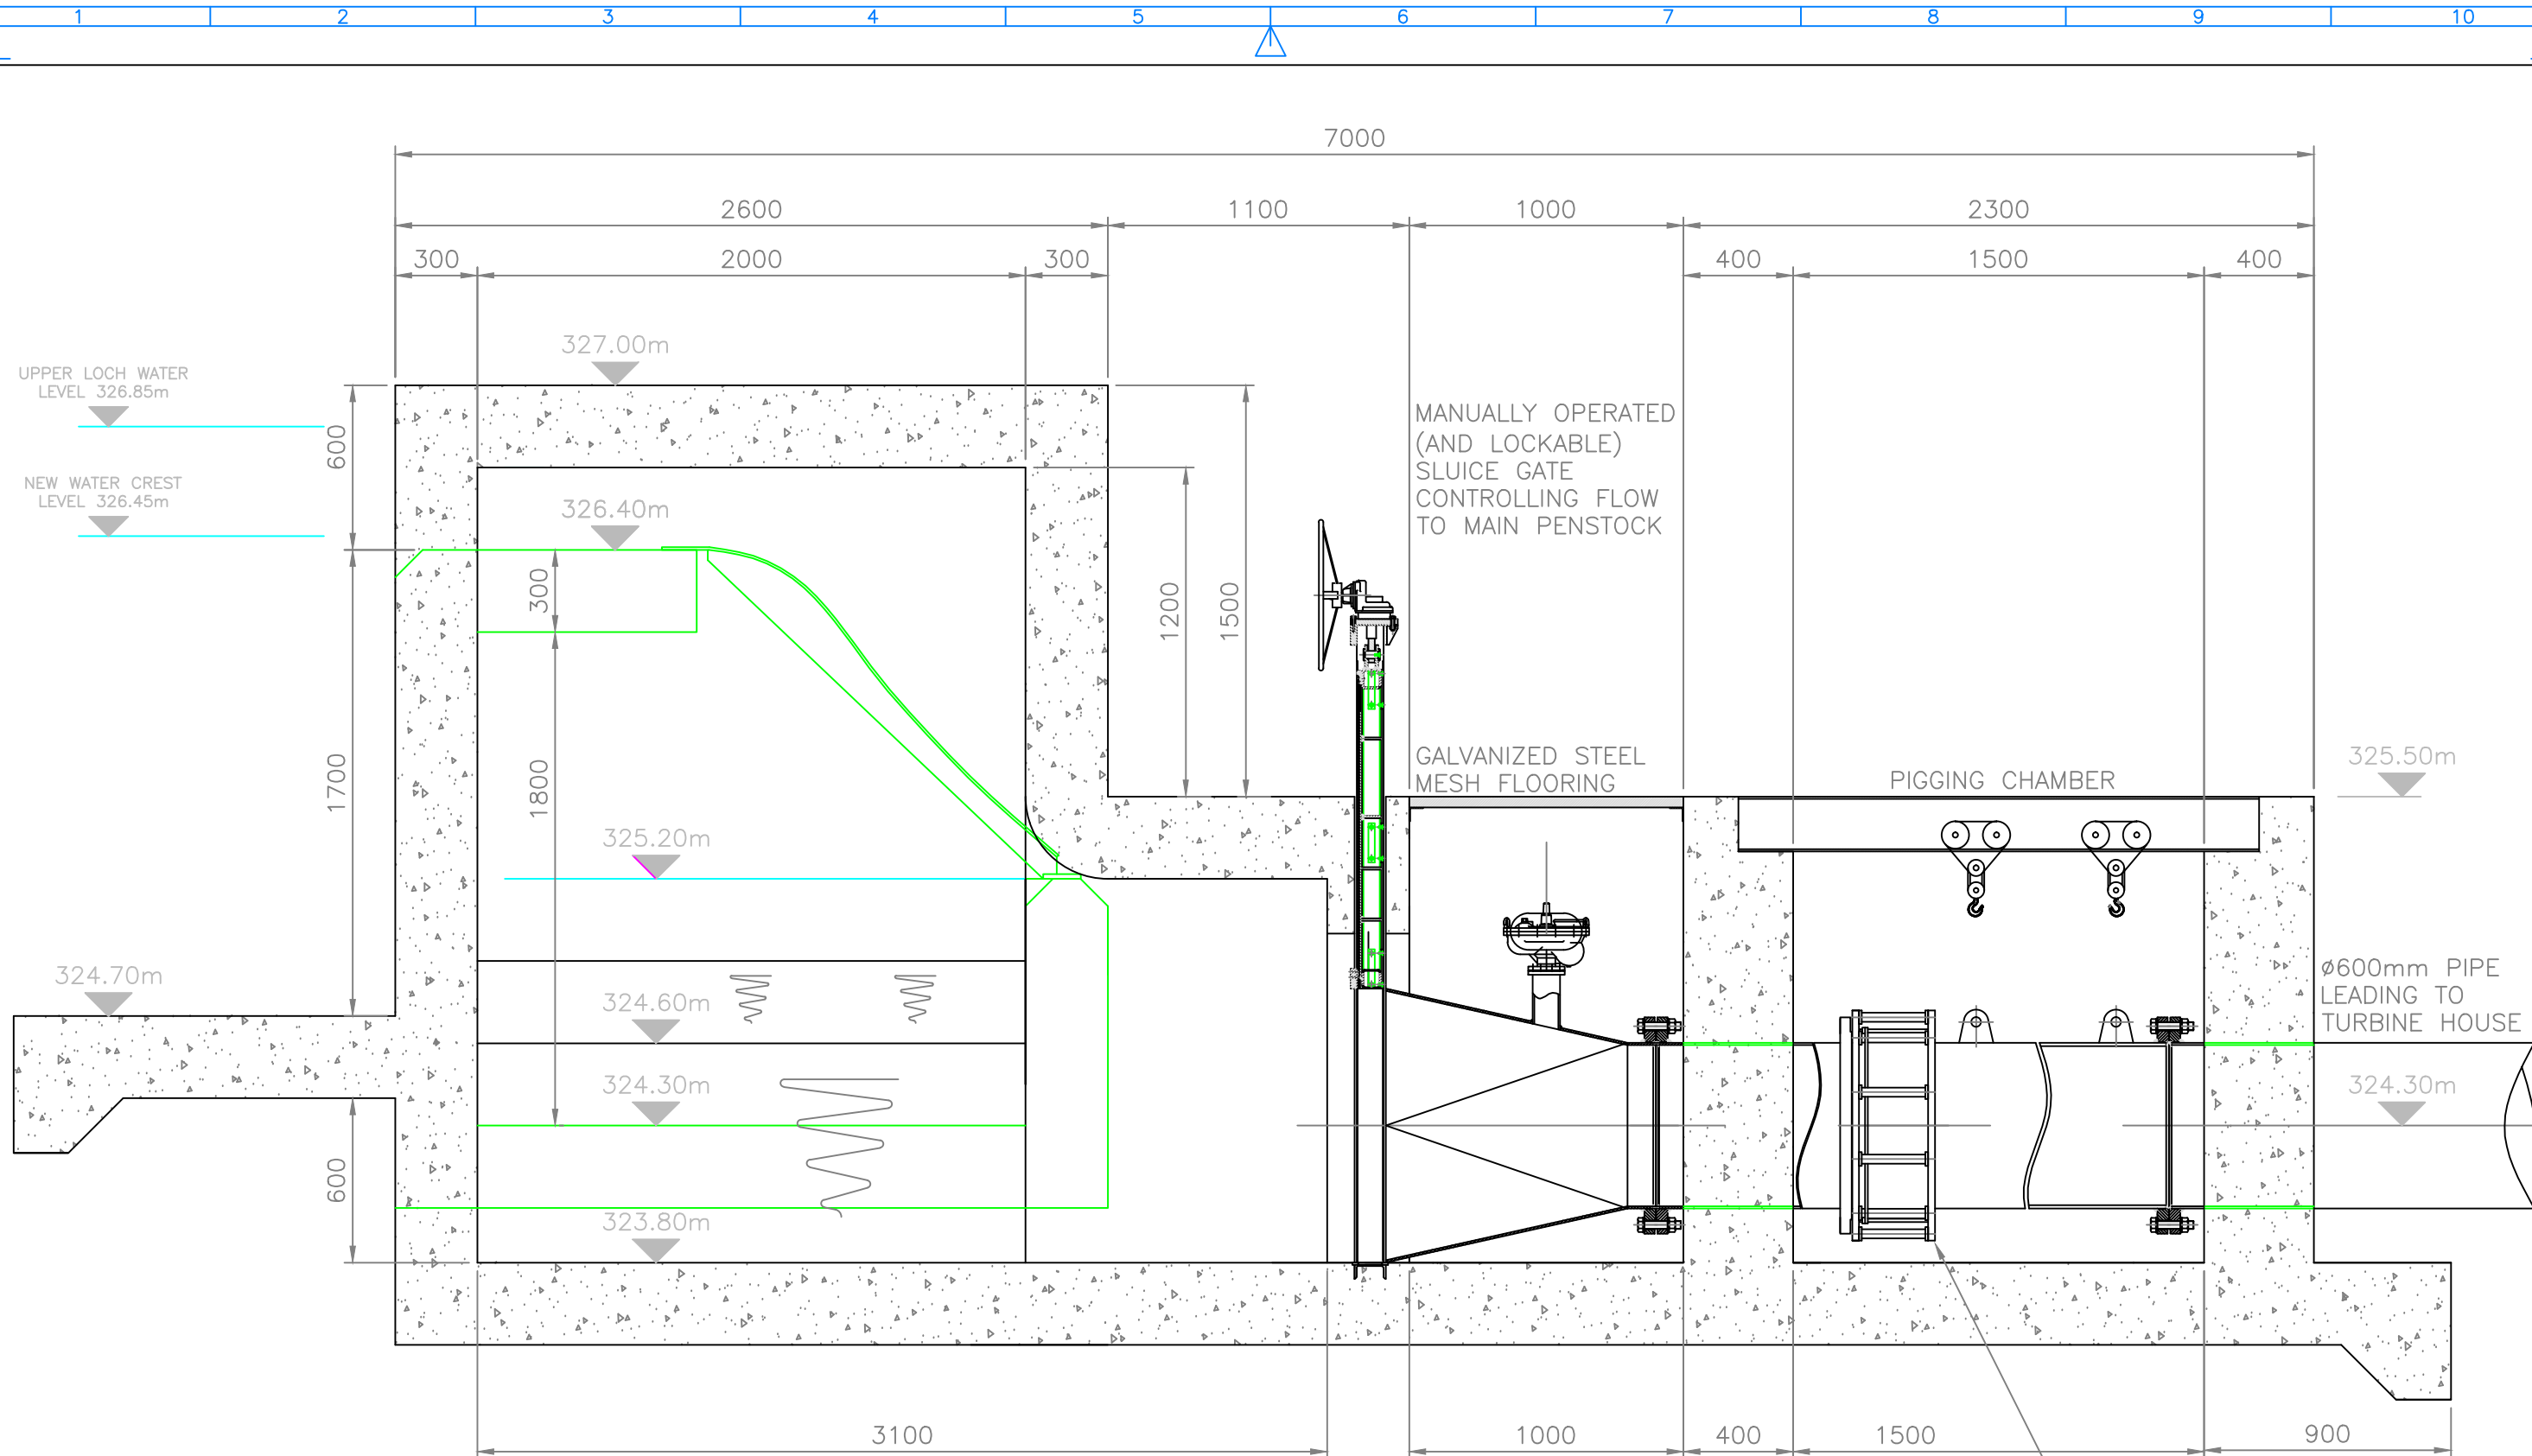 1 2 3 4 5 6 7 8 9 10
7000
2600 1100 1000 2300
300 2000 300 400 1500 400
327.00m
UPPER LOCH WATER
LEVEL 326.85m
600
NEW WATER CREST
LEVEL 326.45m
326.40m
300
1200
1500
MANUALLY OPERATED
(AND LOCKABLE)
SLUICE GATE
CONTROLLING FLOW
TO MAIN PENSTOCK
1700
1800
GALVANIZED STEEL
MESH FLOORING
PIGGING CHAMBER
325.50m
325.20m
324.70m
324.60m
324.30m
ø600mm PIPE
LEADING TO
TURBINE HOUSE
324.30m
600
323.80m
3100 1000 400 1500 900